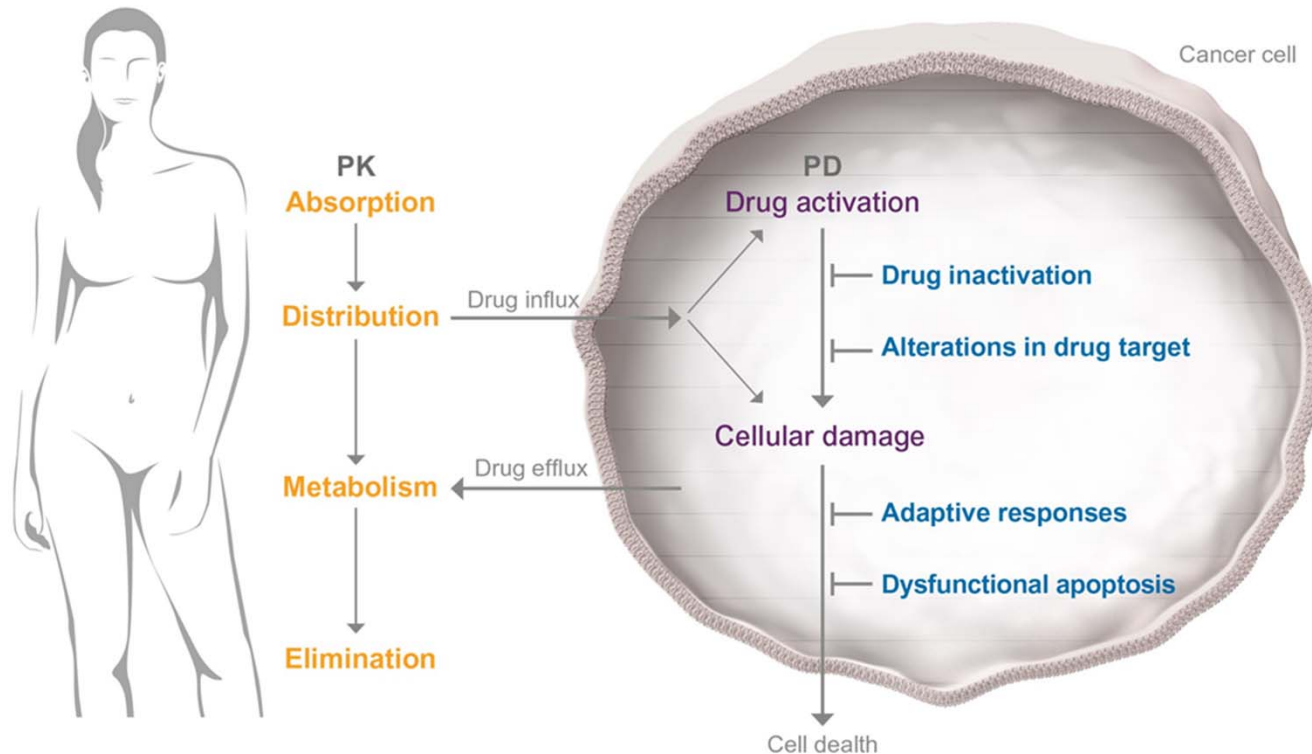 Cancer cell
PK
Absorption
Drug influx
Distribution
Drug efflux
Metabolism
Elimination
PD
Drug activation
Drug inactivation
Alterations in drug target
Cellular damage
Adaptive responses
Dysfunctional apoptosis
Cell dealth